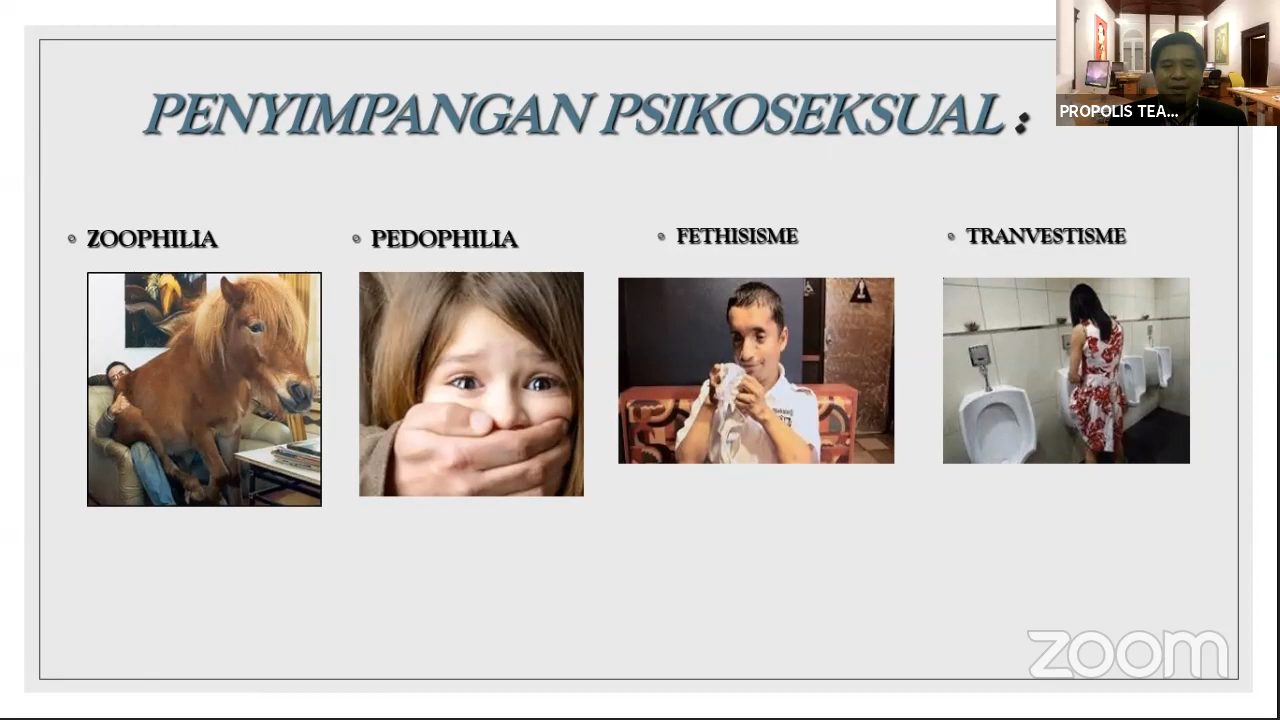 PENYIMPANGAN PSIKOSEKSUAL :
PROPOLIS TEA...
ZOOPHILIA
PEDOPHILIA
FETHISISME
TRANVESTISME
zoom